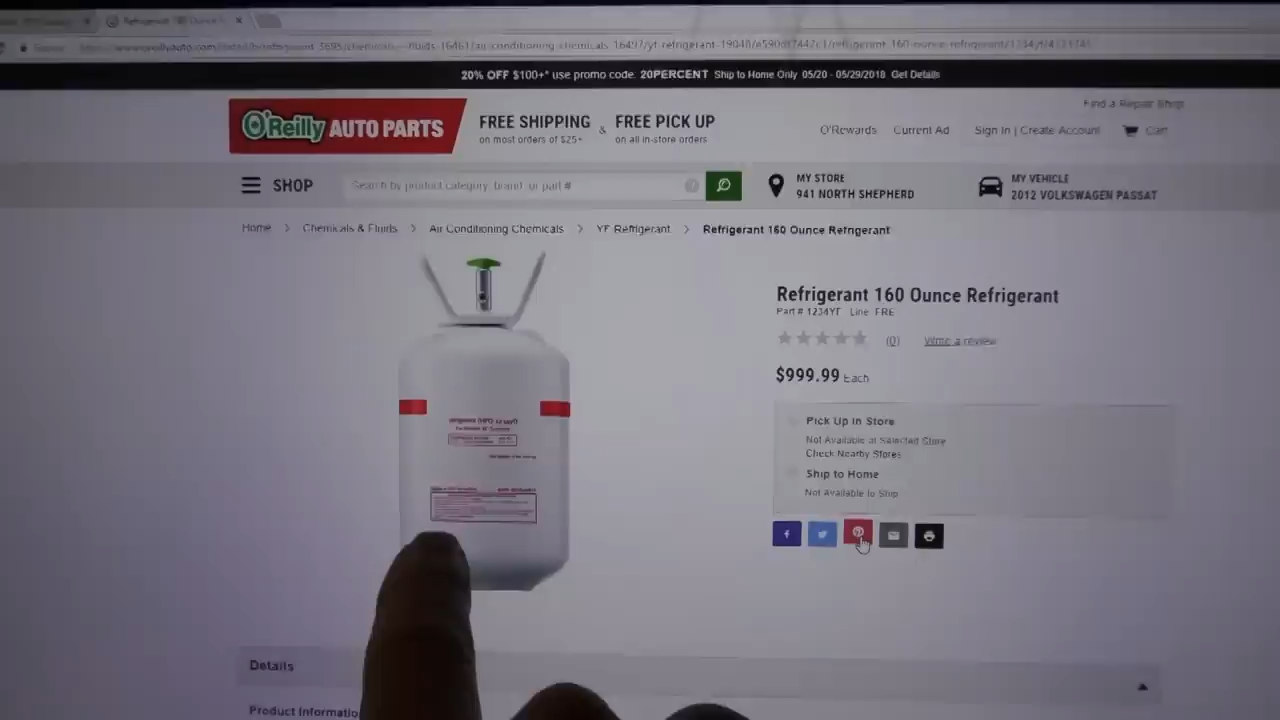 20% OFF $100+* use promo code 20PERCENT Ship to Home Only 05/20 - 05/29/2018 Get Details
Find a Repair Shop
O'Reilly AUTO PARTS
FREE SHIPPING & FREE PICK UP
on most orders of $25+ on all in-store orders
O'Rewards Current Ad Sign In | Create Account Cart
SHOP
Search by product category, brand, or part #
MY STORE
941 NORTH SHEPHERD
MY VEHICLE
2012 VOLKSWAGEN PASSAT
Home > Chemicals & Fluids > Air Conditioning Chemicals > YF Refrigerant > Refrigerant 160 Ounce Refrigerant
Refrigerant 160 Ounce Refrigerant
Part # 1234YF Line: FRE
(0) Write a review
$999.99 Each
Pick Up In Store
Not Available at Selected Store
Check Nearby Stores
Ship to Home
Not Available to Ship
Details
Product Informatio